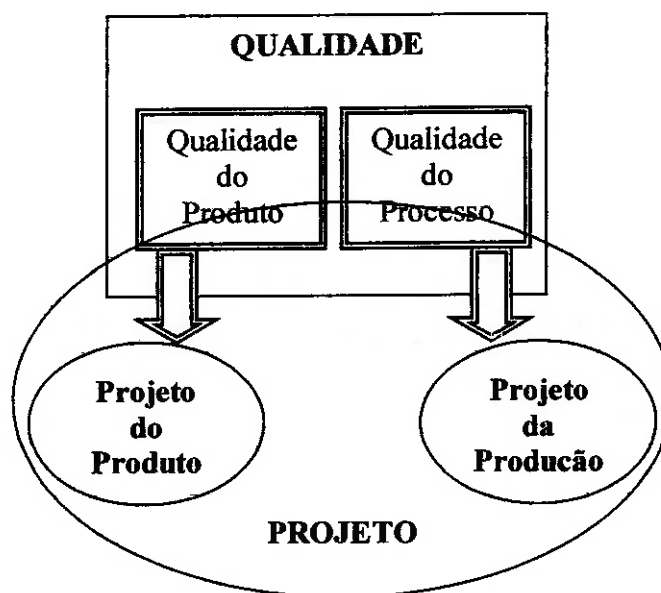 QUALIDADE
Qualidade
do
Produto
Qualidade
do
Processo
Projeto
do
Produto
Projeto
da
Producão
PROJETO